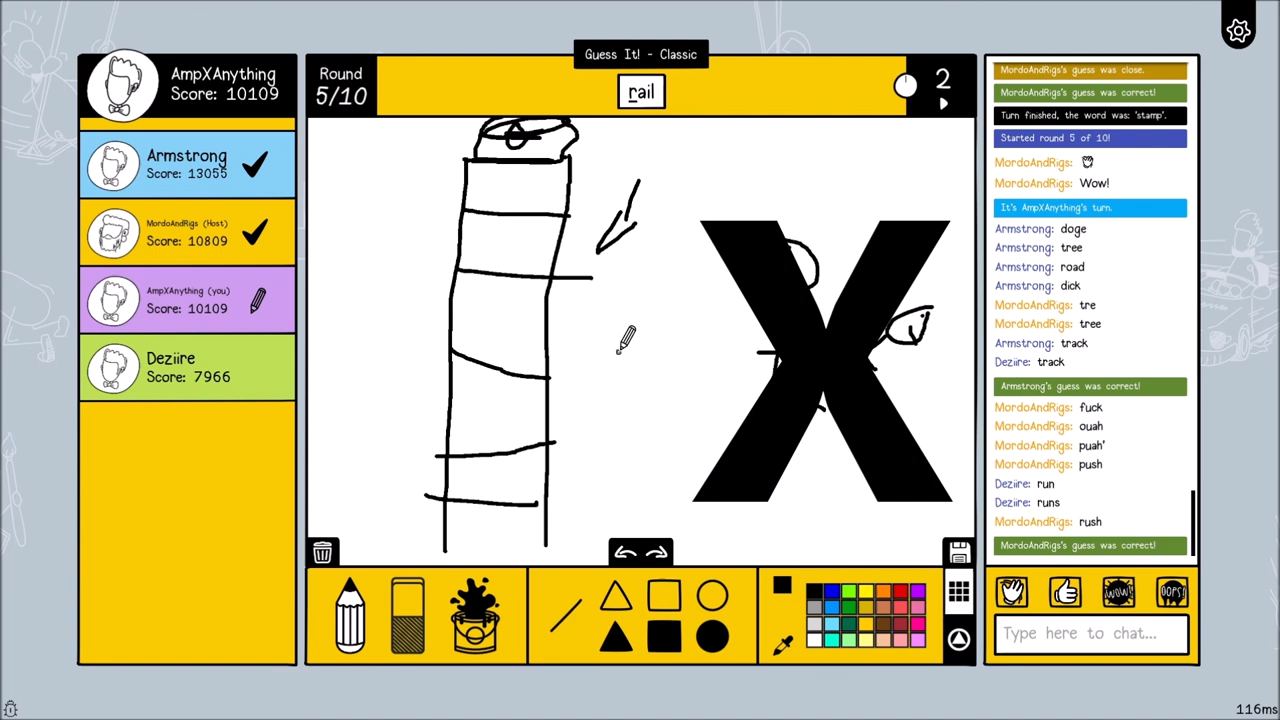 Guess It! - Classic
AmpXAnything
Score: 10109
Round
5/10
rail
2
Armstrong
Score: 13055
MordoAndRigs (Host)
Score: 10809
AmpXAnything (you)
Score: 10109
Deziire
Score: 7966
X
MordoAndRigs's guess was close.
MordoAndRigs's guess was correct!
Turn finished, the word was: 'stamp'.
Started round 5 of 10!
MordoAndRigs:
MordoAndRigs: Wow!
It's AmpXAnything's turn.
Armstrong: doge
Armstrong: tree
Armstrong: road
Armstrong: dick
MordoAndRigs: tre
MordoAndRigs: tree
Armstrong: track
Deziire: track
Armstrong's guess was correct!
MordoAndRigs: fuck
MordoAndRigs: ouah
MordoAndRigs: puah'
MordoAndRigs: push
Deziire: run
Deziire: runs
MordoAndRigs: rush
MordoAndRigs's guess was correct!
WOW!
OOPS!
Type here to chat...
116ms